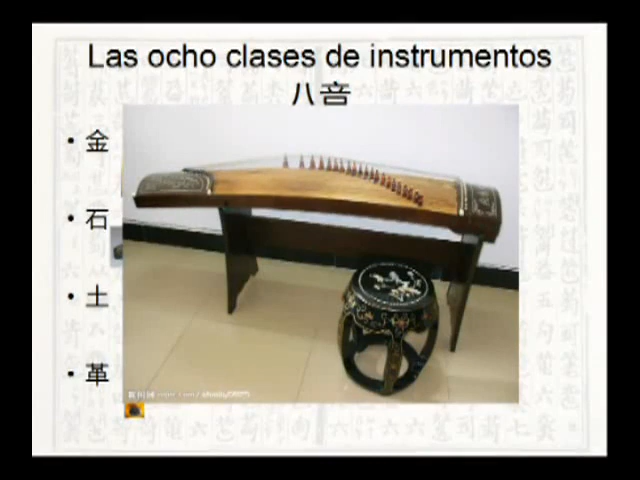 Las ocho clases de instrumentos
八音
• 金
• 石
• 土
• 革